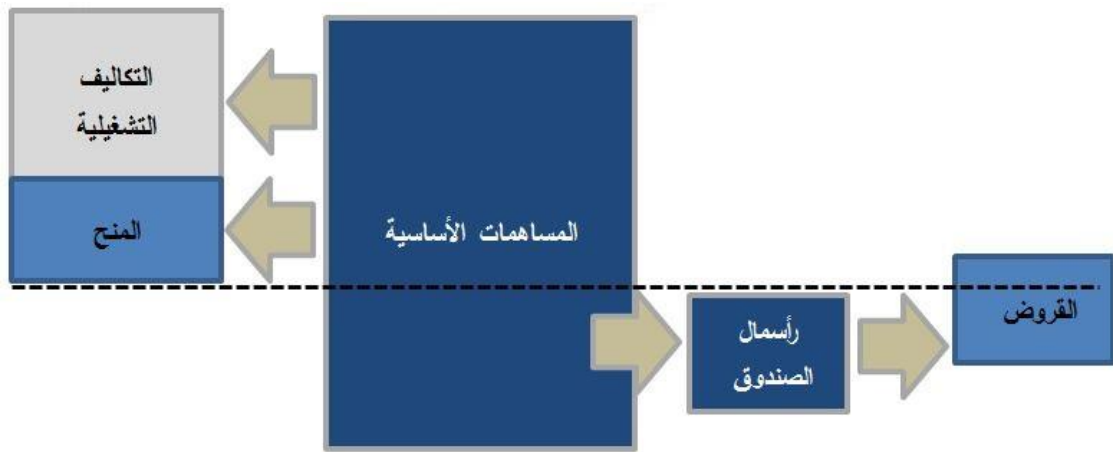 التكاليف
التشغيلية
المنح
المساهمات الأساسية
رأسمال
الصندوق
القروض